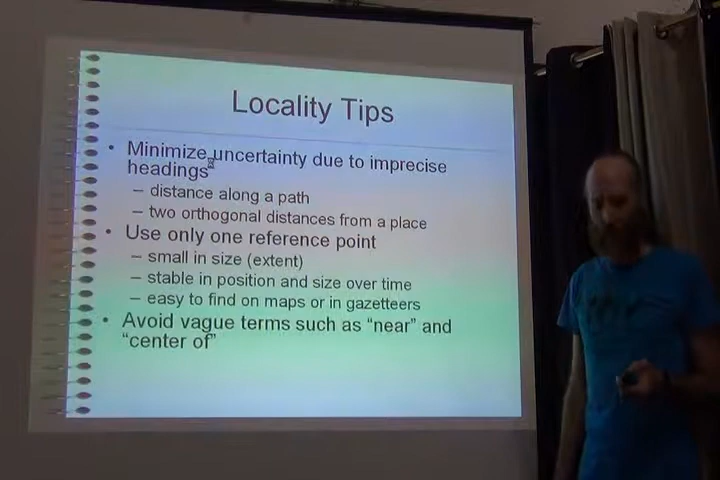 Locality Tips
• Minimize uncertainty due to imprecise
headings
– distance along a path
– two orthogonal distances from a place
• Use only one reference point
– small in size (extent)
– stable in position and size over time
– easy to find on maps or in gazetteers
• Avoid vague terms such as “near” and
“center of”